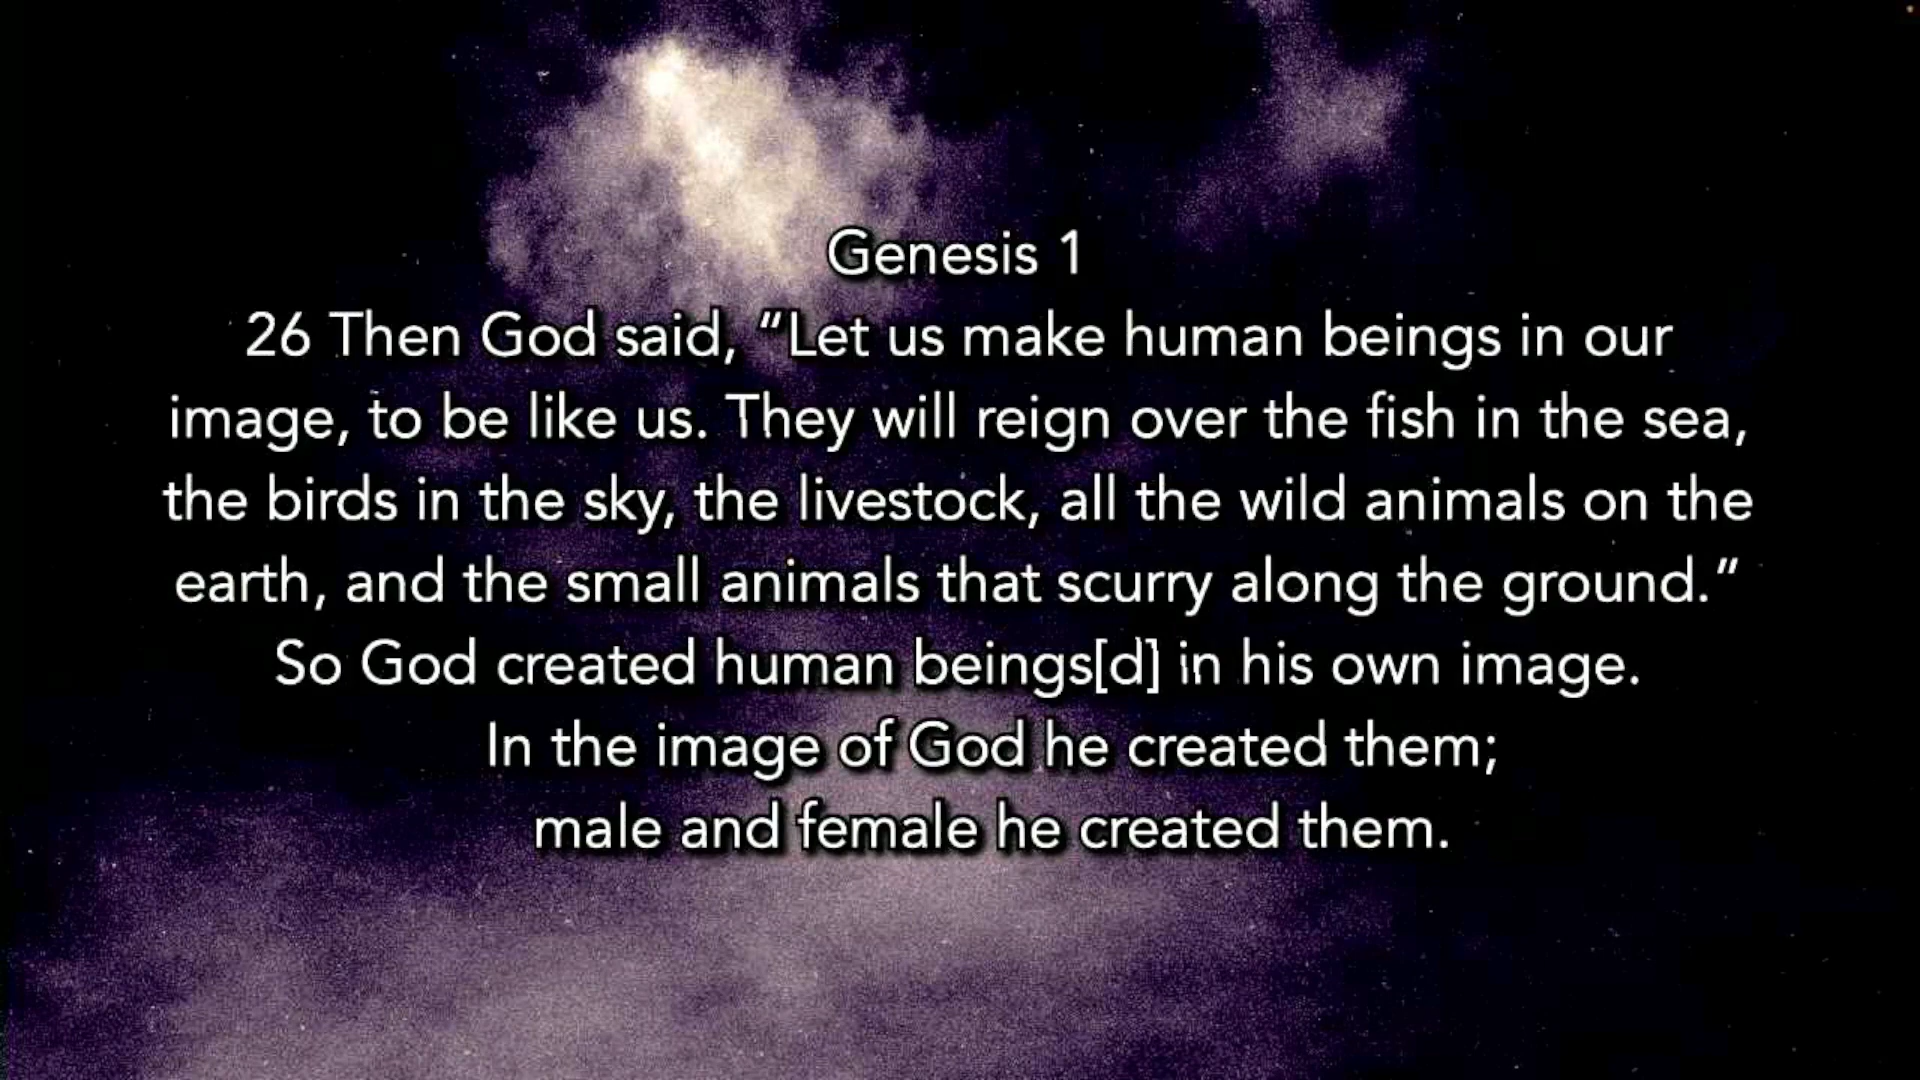 Genesis 1
26 Then God said, “Let us make human beings in our
image, to be like us. They will reign over the fish in the sea,
the birds in the sky, the livestock, all the wild animals on the
earth, and the small animals that scurry along the ground.”
So God created human beings[d] in his own image.
In the image of God he created them;
male and female he created them.